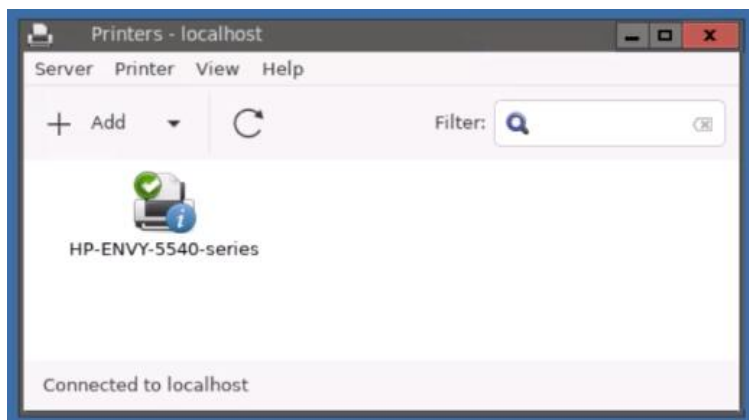 Printers - localhost
Server Printer View Help
Add Filter:
HP-ENVY-5540-series
Connected to localhost